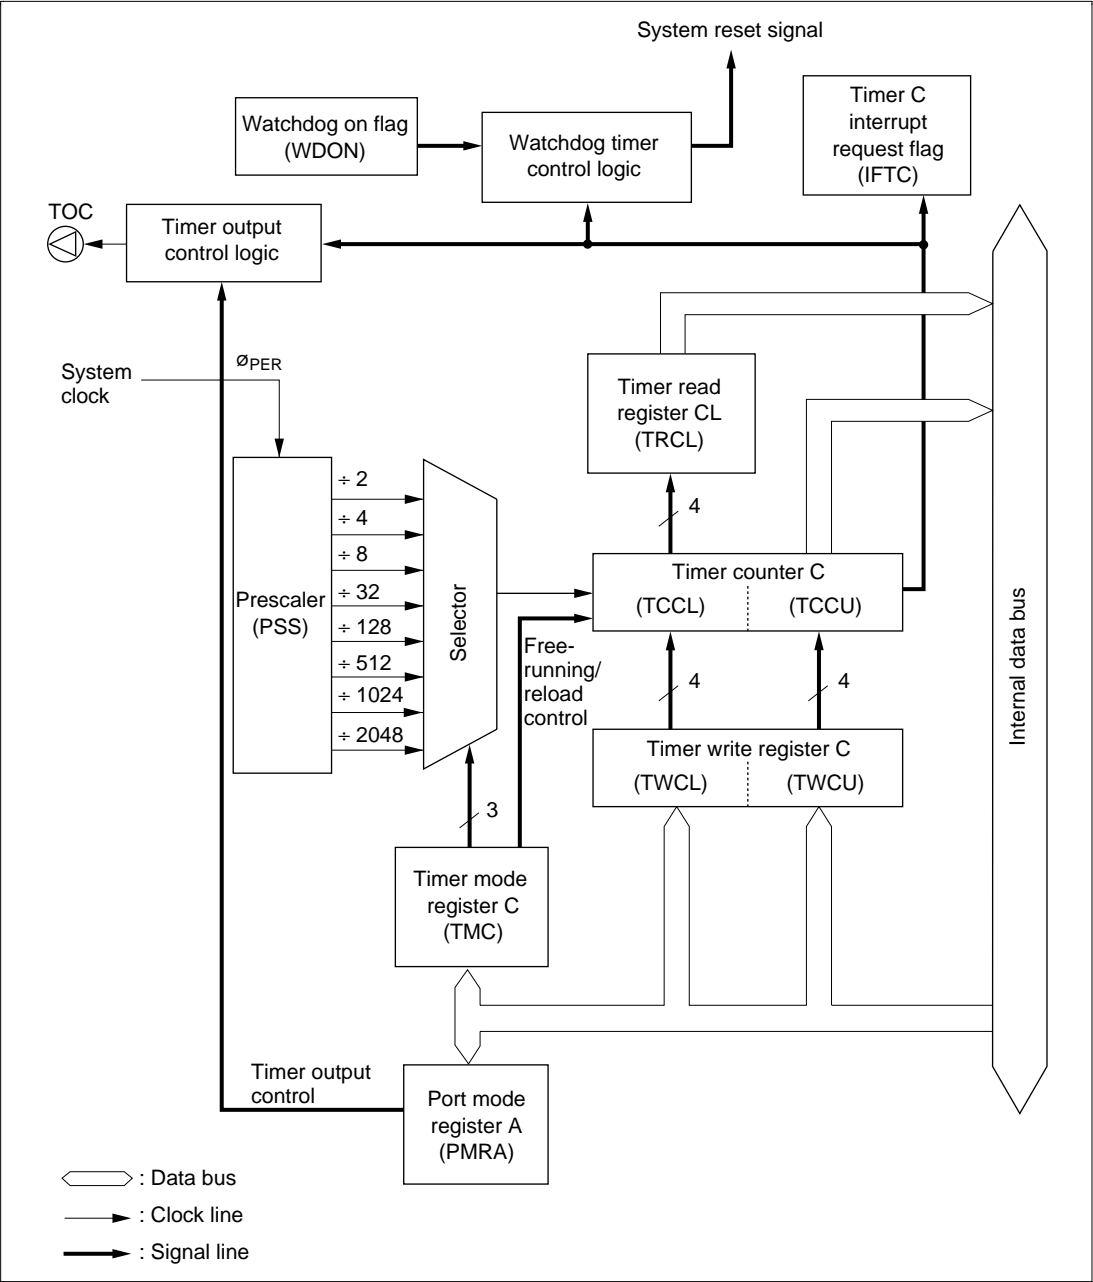 System reset signal
Watchdog on flag
(WDON)
Watchdog timer
control logic
Timer C
interrupt
request flag
(IFTC)
TOC
Timer output
control logic
System
clock
øPER
Timer read
register CL
(TRCL)
÷ 2
÷ 4
÷ 8
÷ 32
÷ 128
÷ 512
÷ 1024
÷ 2048
Prescaler
(PSS)
Selector
4
Timer counter C
(TCCL)
(TCCU)
Free-
running/
reload
control
4
4
Timer write register C
(TWCL)
(TWCU)
Internal data bus
3
Timer mode
register C
(TMC)
Timer output
control
Port mode
register A
(PMRA)
: Data bus
: Clock line
: Signal line